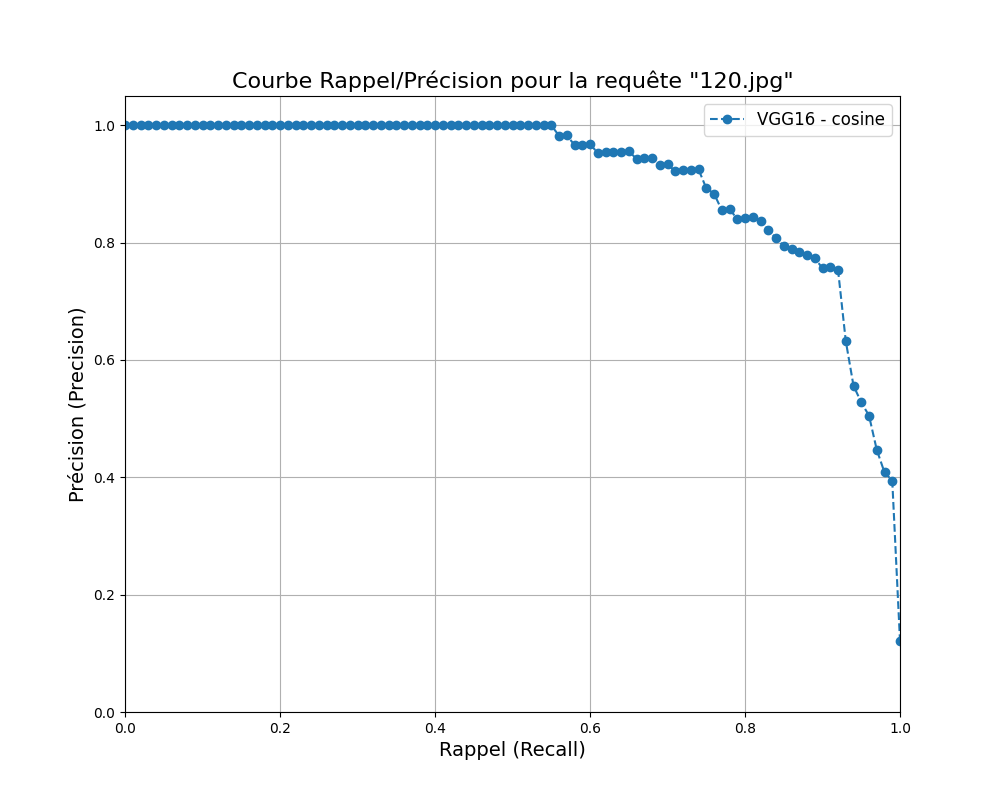 Courbe Rappel/Précision pour la requête "120.jpg"
VGG16 - cosine
Précision (Precision)
1.0
0.8
0.6
0.4
0.2
0.0
0.0 0.2 0.4 0.6 0.8 1.0
Rappel (Recall)